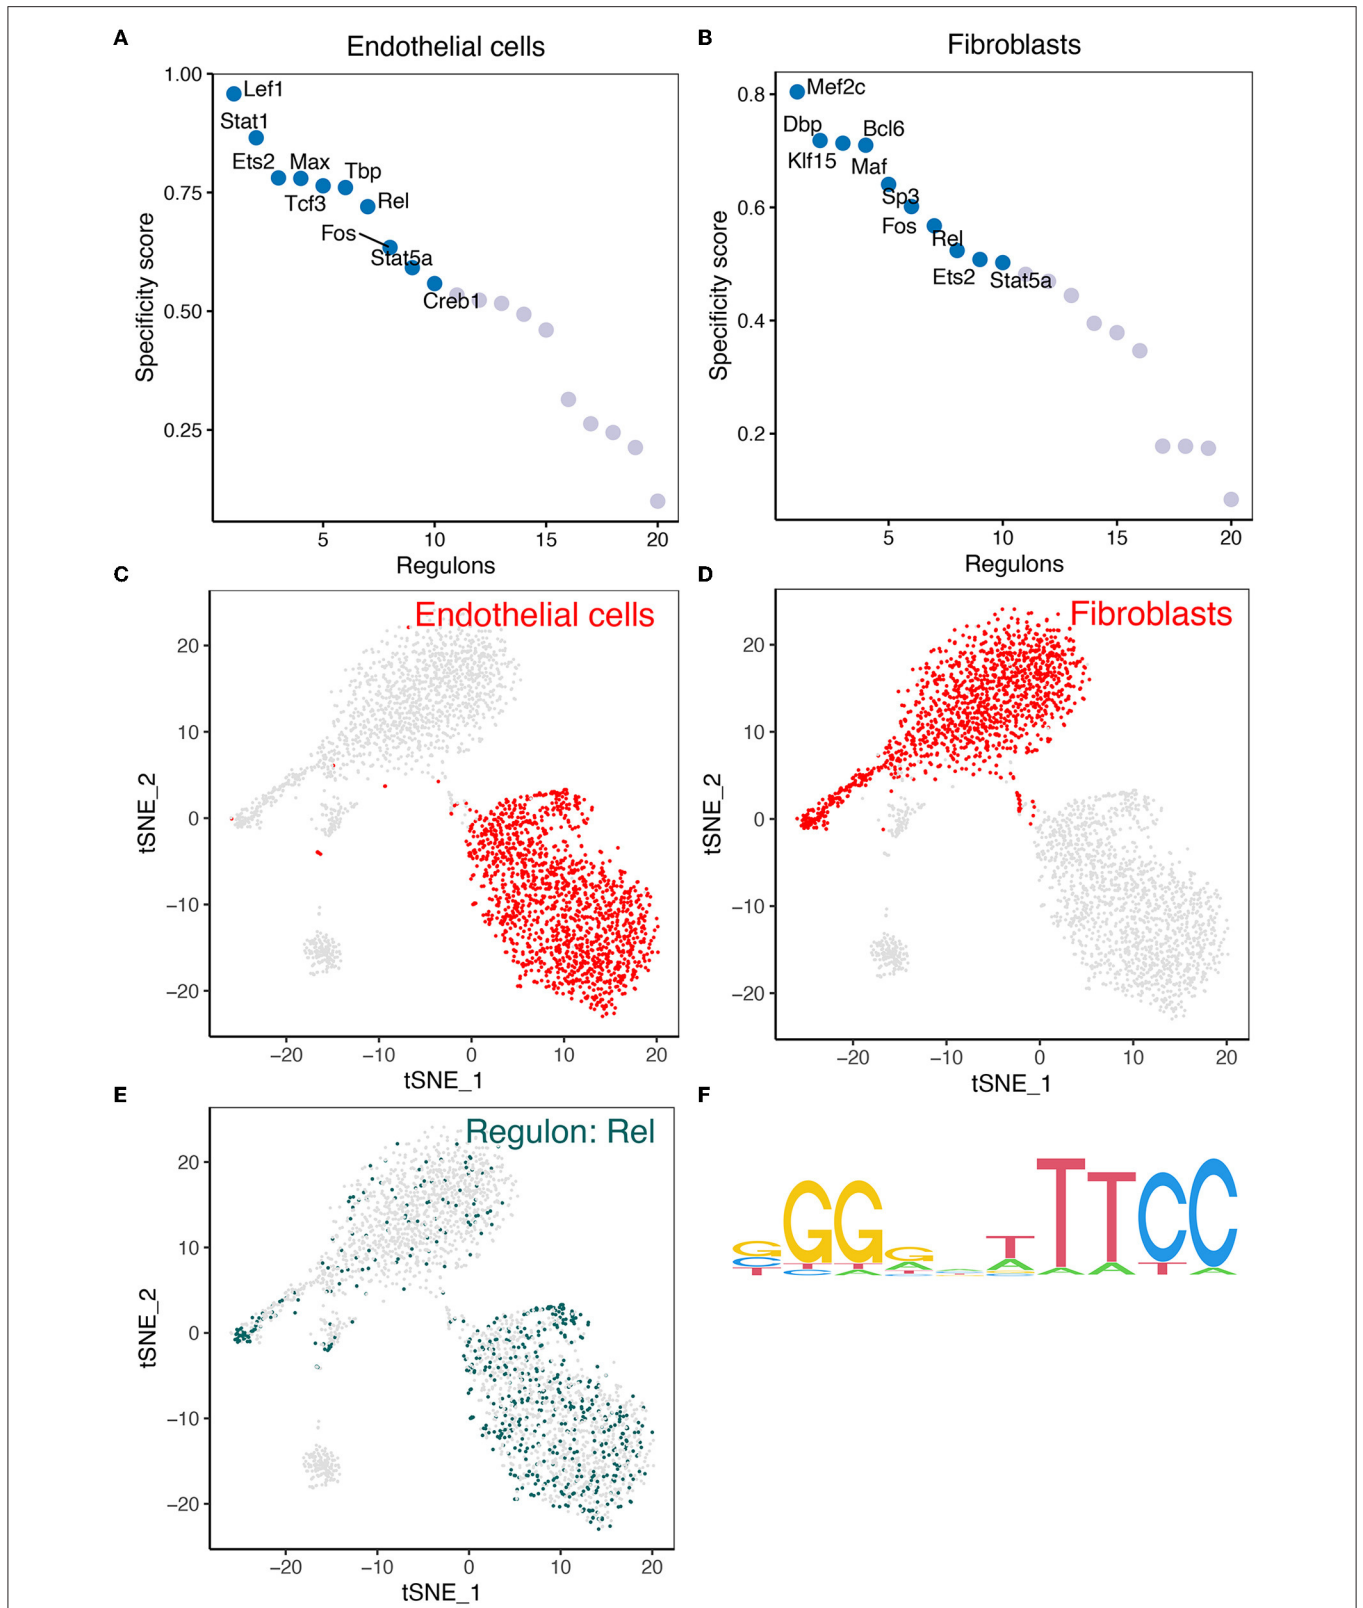 A
Endothelial cells
1.00
0.75
0.50
0.25
Specificity score
Lef1
Stat1
Ets2
Max
Tbp
Tcf3
Rel
Fos
Stat5a
Creb1
5
10
15
20
Regulons
B
Fibroblasts
0.8
0.6
0.4
0.2
Specificity score
Mef2c
Dbp
Bcl6
Klf15
Maf
Sp3
Fos
Rel
Ets2
Stat5a
5
10
15
20
Regulons
C
Endothelial cells
20
10
0
−10
−20
tSNE_2
−20
−10
0
10
20
tSNE_1
D
Fibroblasts
20
10
0
−10
−20
tSNE_2
−20
−10
0
10
20
tSNE_1
E
Regulon: Rel
20
10
0
−10
−20
tSNE_2
−20
−10
0
10
20
tSNE_1
F
GGGGTTTCC